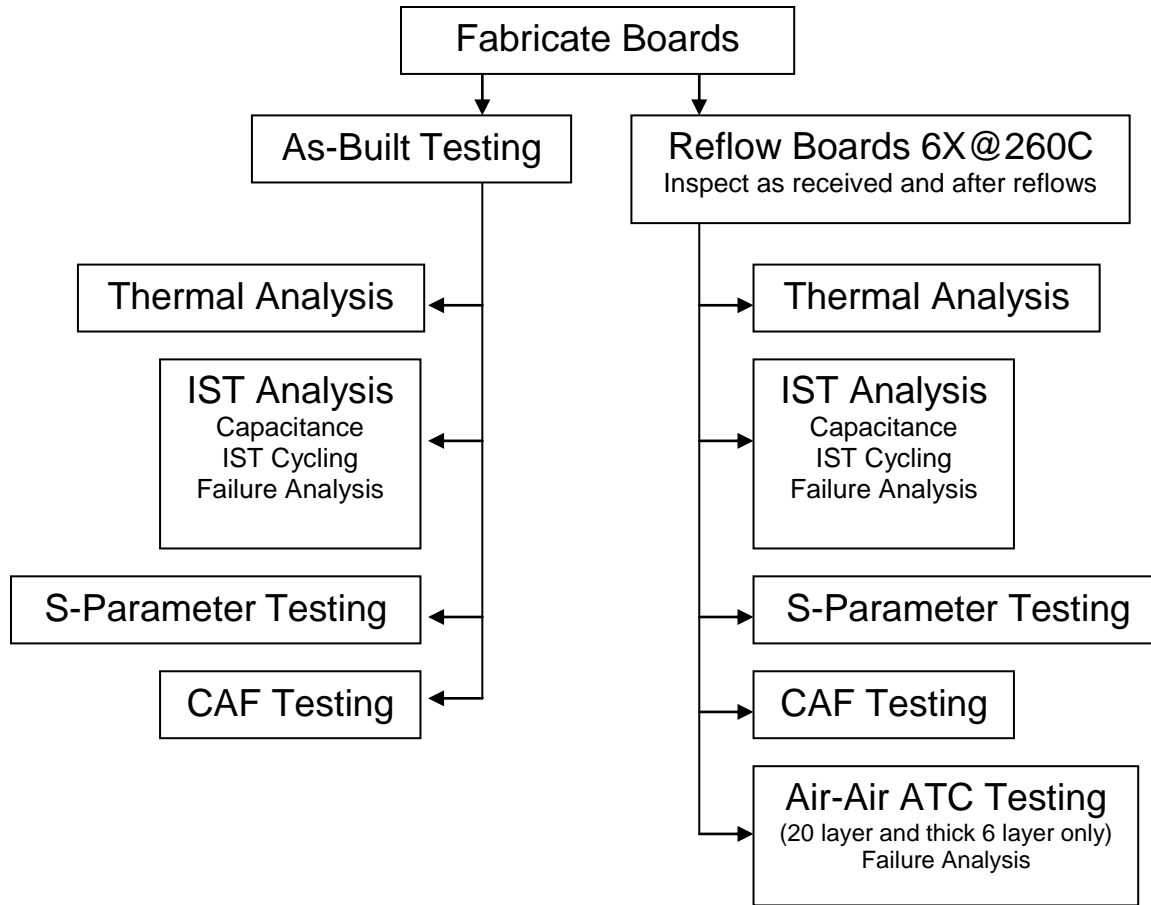 Fabricate Boards
As-Built Testing
Reflow Boards 6X@260C
Inspect as received and after reflows
Thermal Analysis
IST Analysis
Capacitance
IST Cycling
Failure Analysis
S-Parameter Testing
CAF Testing
Thermal Analysis
IST Analysis
Capacitance
IST Cycling
Failure Analysis
S-Parameter Testing
CAF Testing
Air-Air ATC Testing
(20 layer and thick 6 layer only)
Failure Analysis